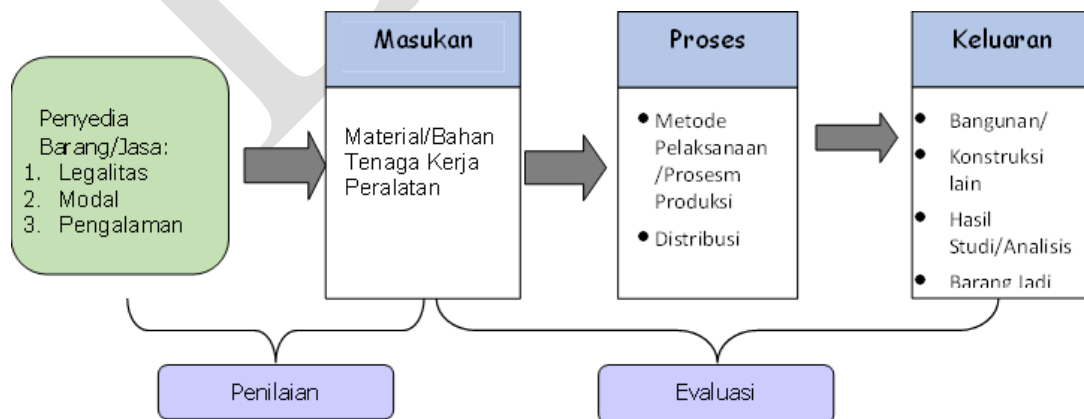 Penyedia
Barang/Jasa:
1. Legalitas
2. Modal
3. Pengalaman
Masukan
Material/Bahan
Tenaga Kerja
Peralatan
Proses
● Metode
Pelaksanaan
/Prosesm
Produksi
● Distribusi
Keluaran
● Bangunan/
● Konstruksi
lain
● Hasil
Studi/Analisis
● Barang Jadi
Penilaian
Evaluasi